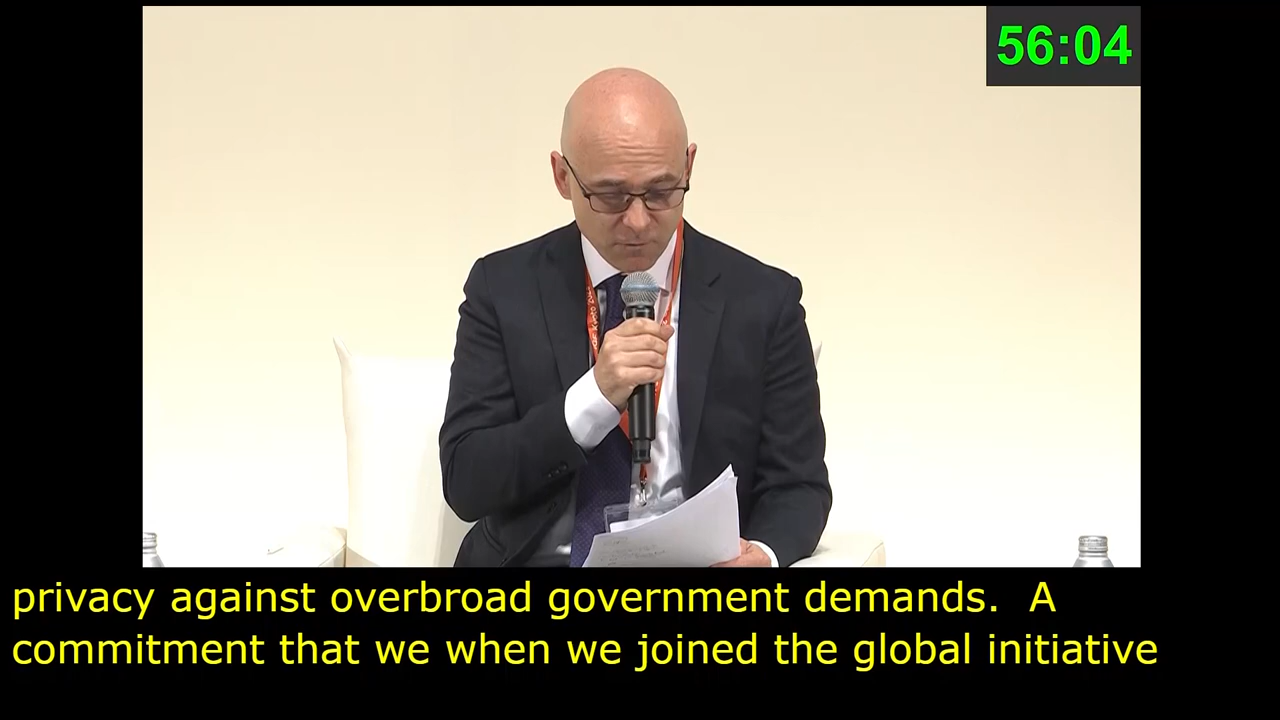 56:04
privacy against overbroad government demands.  A
commitment that we when we joined the global initiative